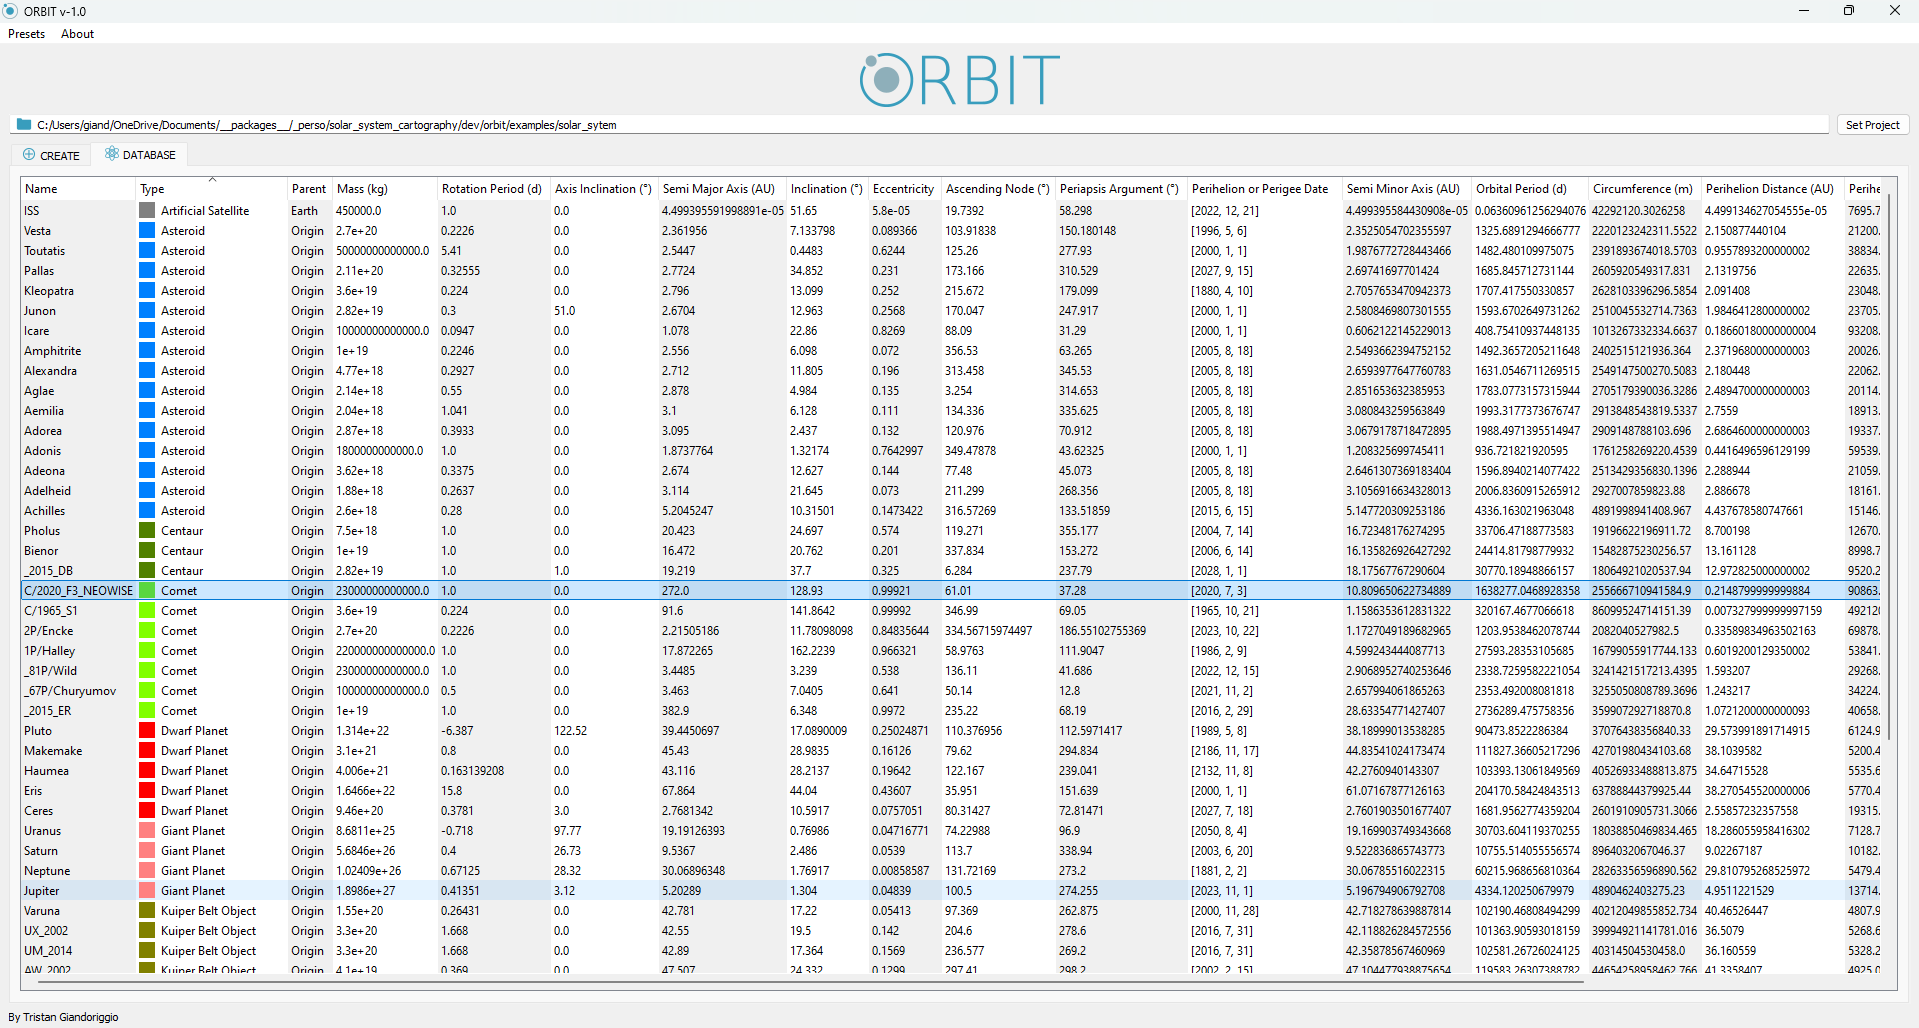 ORBIT v-1.0
Presets About
ORBIT
C:/Users/giand/OneDrive/Documents/__packages__/_perso/solar_system_cartography/dev/orbit/examples/solar_sytem Set Project
CREATE DATABASE
Name Type Parent Mass (kg) Rotation Period (d) Axis Inclination (°) Semi Major Axis (AU) Inclination (°) Eccentricity Ascending Node (°) Periapsis Argument (°) Perihelion or Perigee Date Semi Minor Axis (AU) Orbital Period (d) Circumference (m) Perihelion Distance (AU) Perihe
ISS Artificial Satellite Earth 450000.0 1.0 0.0 4.499395591998891e-05 51.65 5.8e-05 19.7392 58.298 [2022, 12, 21] 4.499395584430908e-05 0.06360961256294076 42292120.3026258 4.499134627054555e-05 7695.7
Vesta Asteroid Origin 2.7e+20 0.2226 0.0 2.361956 7.133798 0.089366 103.91838 150.180148 [1996, 5, 6] 2.3525054702355597 1325.6891294666777 2220123242311.5522 2.150877440104 21200.
Toutatis Asteroid Origin 50000000000000.0 5.41 0.0 2.5447 0.4483 0.6244 125.26 277.93 [2000, 1, 1] 1.9876772728443466 1482.480109975075 2391893674018.5703 0.9557893200000002 38834.
Pallas Asteroid Origin 2.11e+20 0.32555 0.0 2.7724 34.852 0.231 173.166 310.529 [2027, 9, 15] 2.69741697701424 1685.845712731144 2605920549317.831 2.1319756 22635.
Kleopatra Asteroid Origin 3.6e+19 0.224 0.0 2.796 13.099 0.252 215.672 179.099 [1880, 4, 10] 2.7057653470942373 1707.417550330857 2628103396296.5854 2.091408 23048.
Junon Asteroid Origin 2.82e+19 0.3 51.0 2.6704 12.963 0.2568 170.047 247.917 [2000, 1, 1] 2.5808469807301555 1593.6702649731262 2510045532714.7363 1.9846412800000002 23705.
Icare Asteroid Origin 10000000000000.0 0.0947 0.0 1.078 22.86 0.8269 88.09 31.29 [2000, 1, 1] 0.6062122145229013 408.75410937448135 1013267332334.6637 0.18660180000000004 93208.
Amphitrite Asteroid Origin 1e+19 0.2246 0.0 2.556 6.098 0.072 356.53 63.265 [2005, 8, 18] 2.5493662394752152 1492.3657205211648 2402515121936.364 2.3719680000000003 20026.
Alexandra Asteroid Origin 4.77e+18 0.2927 0.0 2.712 11.805 0.196 313.458 345.53 [2005, 8, 18] 2.6593977647760783 1631.0546711269515 2549147500270.5083 2.180448 22062.
Aglae Asteroid Origin 2.14e+18 0.55 0.0 2.878 4.984 0.135 3.254 314.653 [2005, 8, 18] 2.851653632385953 1783.0773157315944 2705179390036.3286 2.4894700000000003 20114.
Aemilia Asteroid Origin 2.04e+18 1.041 0.0 3.1 6.128 0.111 134.336 335.625 [2005, 8, 18] 3.080843259563849 1993.3177373676747 2913848543819.5337 2.7559 18913.
Adorea Asteroid Origin 2.87e+18 0.3933 0.0 3.095 2.437 0.132 120.976 70.912 [2005, 8, 18] 3.0679178718472895 1988.4971395514947 2909148788103.696 2.6864600000000003 19337.
Adonis Asteroid Origin 1800000000000.0 1.0 0.0 1.8737764 1.32174 0.7642997 349.47878 43.62325 [2000, 1, 1] 1.208325699745411 936.721821920595 1761258269220.4539 0.4416496596129199 59539.
Adeona Asteroid Origin 3.62e+18 0.3375 0.0 2.674 12.627 0.144 77.48 45.073 [2005, 8, 18] 2.6461307369183404 1596.8940214077422 2513429356830.1396 2.288944 21059.
Adelheid Asteroid Origin 1.88e+18 0.2637 0.0 3.114 21.645 0.073 211.299 268.356 [2005, 8, 18] 3.1056916634328013 2006.8360915265912 2927007859823.88 2.886678 18161.
Achilles Asteroid Origin 2.6e+18 0.28 0.0 5.2045247 10.31501 0.1473422 316.57269 133.51859 [2015, 6, 15] 5.147720309253186 4336.163021963048 4891998941408.967 4.437678580747661 15146.
Pholus Centaur Origin 7.5e+18 1.0 0.0 20.423 24.697 0.574 119.271 355.177 [2004, 7, 14] 16.72348176274295 33706.47188773583 19196622196911.72 8.700198 12670.
Bienor Centaur Origin 1e+19 1.0 0.0 16.472 20.762 0.201 337.834 153.272 [2006, 6, 14] 16.135826926427292 24414.81798779932 15482875230256.57 13.161128 8998.7
_2015_DB Centaur Origin 2.82e+19 1.0 1.0 19.219 37.7 0.325 6.284 237.79 [2028, 1, 1] 18.17567767290604 30770.18948866157 18064921020537.94 12.972825000000002 9520.2
C/2020_F3_NEOWISE Comet Origin 23000000000000.0 1.0 0.0 272.0 128.93 0.99921 61.01 37.28 [2020, 7, 3] 10.809650622734889 1638277.0468928358 255666710941584.9 0.2148799999999884 90863.
C/1965_S1 Comet Origin 3.6e+19 0.224 0.0 91.6 141.8642 0.99992 346.99 69.05 [1965, 10, 21] 1.1586353612831322 320167.4677066618 86099524714151.39 0.007327999999997159 49212(
2P/Encke Comet Origin 2.7e+20 0.2226 0.0 2.21505186 11.78098098 0.84835644 334.56715974497 186.55102755369 [2023, 10, 22] 1.1727049189682965 1203.9538462078744 2082040527982.5 0.33589834963502163 69878.
1P/Halley Comet Origin 220000000000000.0 1.0 0.0 17.872265 162.2239 0.966321 58.9763 111.9047 [1986, 2, 9] 4.599243444087713 27593.28353105685 16799055917744.133 0.6019200129350002 53841.
_81P/Wild Comet Origin 23000000000000.0 1.0 0.0 3.4485 3.239 0.538 136.11 41.686 [2022, 12, 15] 2.9068952740253646 2338.7259582221054 3241421517213.4395 1.593207 29268.
_67P/Churyumov Comet Origin 10000000000000.0 0.5 0.0 3.463 7.0405 0.641 50.14 12.8 [2021, 11, 2] 2.657994061865263 2353.492008081818 3255050808789.3696 1.243217 34224.
_2015_ER Comet Origin 1e+19 1.0 0.0 382.9 6.348 0.9972 235.22 68.19 [2016, 2, 29] 28.63354771427407 2736289.475758356 359907292718870.8 1.0721200000000093 40658.
Pluto Dwarf Planet Origin 1.314e+22 -6.387 122.52 39.4450697 17.0890009 0.25024871 110.376956 112.5971417 [1989, 5, 8] 38.18999013538285 90473.8522286384 37076438356840.33 29.573991891714915 6124.9
Makemake Dwarf Planet Origin 3.1e+21 0.8 0.0 45.43 28.9835 0.16126 79.62 294.834 [2186, 11, 17] 44.83541024173474 111827.36605217296 42701980434103.68 38.1039582 5200.4
Haumea Dwarf Planet Origin 4.006e+21 0.163139208 0.0 43.116 28.2137 0.19642 122.167 239.041 [2132, 11, 8] 42.2760940143307 103393.13061849569 40526933488813.875 34.64715528 5535.6
Eris Dwarf Planet Origin 1.6466e+22 15.8 0.0 67.864 44.04 0.43607 35.951 151.639 [2000, 1, 1] 61.07167877126163 204170.58424843513 63788844379925.44 38.270545520000006 5770.4
Ceres Dwarf Planet Origin 9.46e+20 0.3781 3.0 2.7681342 10.5917 0.0757051 80.31427 72.81471 [2027, 7, 18] 2.7601903501677407 1681.9562774359204 2601910905731.3066 2.55857232357558 19315.
Uranus Giant Planet Origin 8.6811e+25 -0.718 97.77 19.19126393 0.76986 0.04716771 74.22988 96.9 [2050, 8, 4] 19.169903749343668 30703.604119370255 18038850469834.465 18.286055958416302 7128.7
Saturn Giant Planet Origin 5.6846e+26 0.4 26.73 9.5367 2.486 0.0539 113.7 338.94 [2003, 6, 20] 9.522836865743773 10755.514055556574 8964032067046.37 9.02267187 10182.
Neptune Giant Planet Origin 1.02409e+26 0.67125 28.32 30.06896348 1.76917 0.00858587 131.72169 273.2 [1881, 2, 2] 30.06785516022315 60215.968656810364 28263356596890.562 29.810795268525972 5479.4
Jupiter Giant Planet Origin 1.8986e+27 0.41351 3.12 5.20289 1.304 0.04839 100.5 274.255 [2023, 11, 1] 5.196794906792708 4334.120250679979 4890462403275.23 4.9511221529 13714.
Varuna Kuiper Belt Object Origin 1.55e+20 0.26431 0.0 42.781 17.22 0.05413 97.369 262.875 [2000, 11, 28] 42.718278639887814 102190.46808494299 40212049855852.734 40.46526447 4807.9
UX_2002 Kuiper Belt Object Origin 3.3e+20 1.668 0.0 42.55 19.5 0.142 204.6 278.6 [2016, 7, 31] 42.118826284572556 101363.90593018159 39994921141781.016 36.5079 5268.6
UM_2014 Kuiper Belt Object Origin 3.3e+20 1.668 0.0 42.89 17.364 0.1569 236.577 269.2 [2016, 7, 31] 42.35878567460969 102581.26726024125 40314504530458.0 36.160559 5328.2
AW_2002 Kuiper Belt Object Origin 4.1e+19 0.369 0.0 47.507 24.332 0.1299 297.41 298.2 [2002, 2, 15] 47.104477938875654 119583.26307388782 44654258958462.766 41.3358407 4925.0
By Tristan Giandoriggio